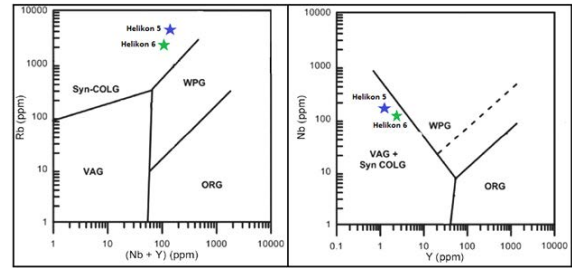 10000
Helikon 5
Helikon 6
1000
Syn-COLG
WPG
Rb (ppm)
100
VAG
10
ORG
1
1 10 100 1000 10000
(Nb + Y) (ppm)
10000
1000
Helikon 5
WPG
Nb (ppm)
100
Helikon 6
VAG +
Syn COLG
10
ORG
1
0.1 1 10 100 1000 10000
Y (ppm)